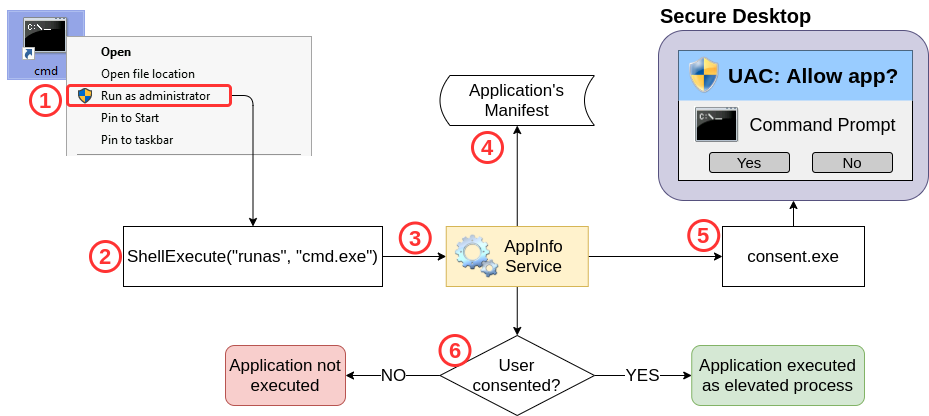 Secure Desktop
C:\_
cmd
Open
Open file location
1
Run as administrator
Pin to Start
Pin to taskbar
Application's
Manifest
4
UAC: Allow app?
C:\_
Command Prompt
Yes
No
2
ShellExecute("runas", "cmd.exe")
3
AppInfo
Service
5
consent.exe
6
User
consented?
NO
Application not
executed
YES
Application executed
as elevated process